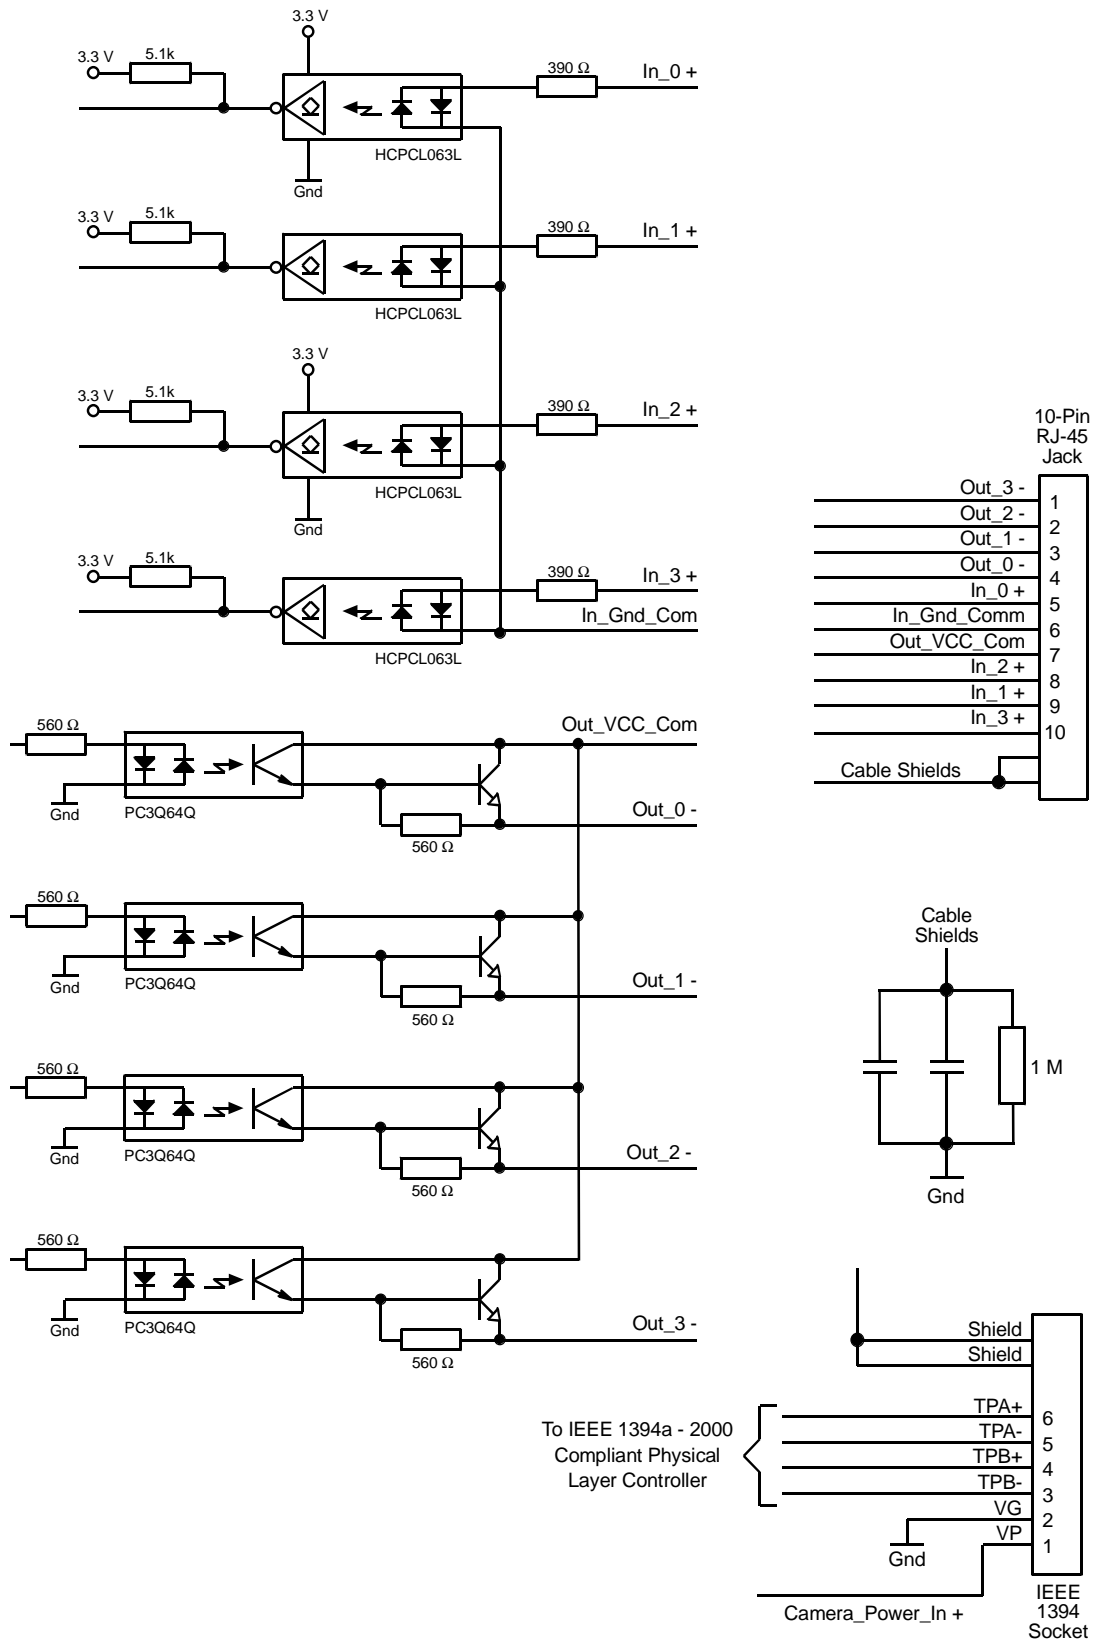 3.3 V
3.3 V
5.1k
390 Ω
In_0 +
HCPCL063L
Gnd
3.3 V
5.1k
390 Ω
In_1 +
HCPCL063L
3.3 V
3.3 V
5.1k
390 Ω
In_2 +
HCPCL063L
Gnd
3.3 V
5.1k
390 Ω
In_3 +
In_Gnd_Com
HCPCL063L
10-Pin
RJ-45
Jack
Out_3 -
1
Out_2 -
2
Out_1 -
3
Out_0 -
4
In_0 +
5
In_Gnd_Comm
6
Out_VCC_Com
7
In_2 +
8
In_1 +
9
In_3 +
10
Cable Shields
560 Ω
Out_VCC_Com
Gnd
PC3Q64Q
Out_0 -
560 Ω
560 Ω
Gnd
PC3Q64Q
Out_1 -
560 Ω
560 Ω
Gnd
PC3Q64Q
Out_2 -
560 Ω
560 Ω
Gnd
PC3Q64Q
Out_3 -
560 Ω
Cable
Shields
1 M
Gnd
Shield
Shield
To IEEE 1394a - 2000
Compliant Physical
Layer Controller
TPA+
6
TPA-
5
TPB+
4
TPB-
3
VG
2
VP
1
Gnd
Camera_Power_In +
IEEE
1394
Socket